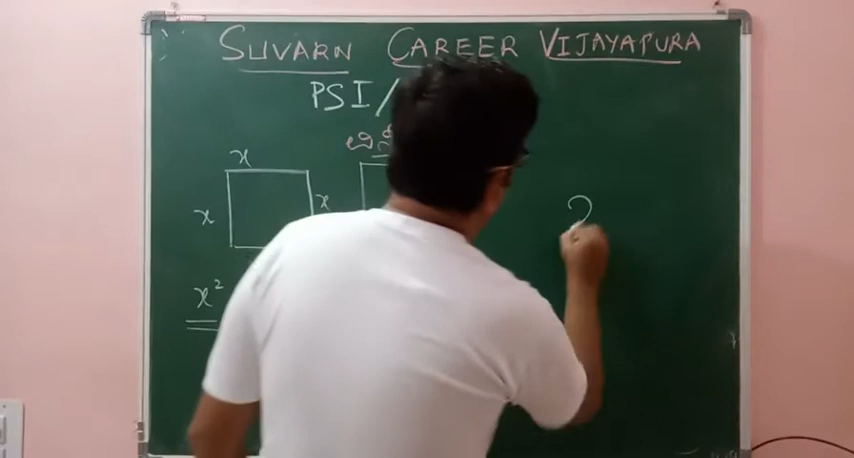 SUVARN CAREER VIJAYAPURA
PSI/
x
x x
x²
2